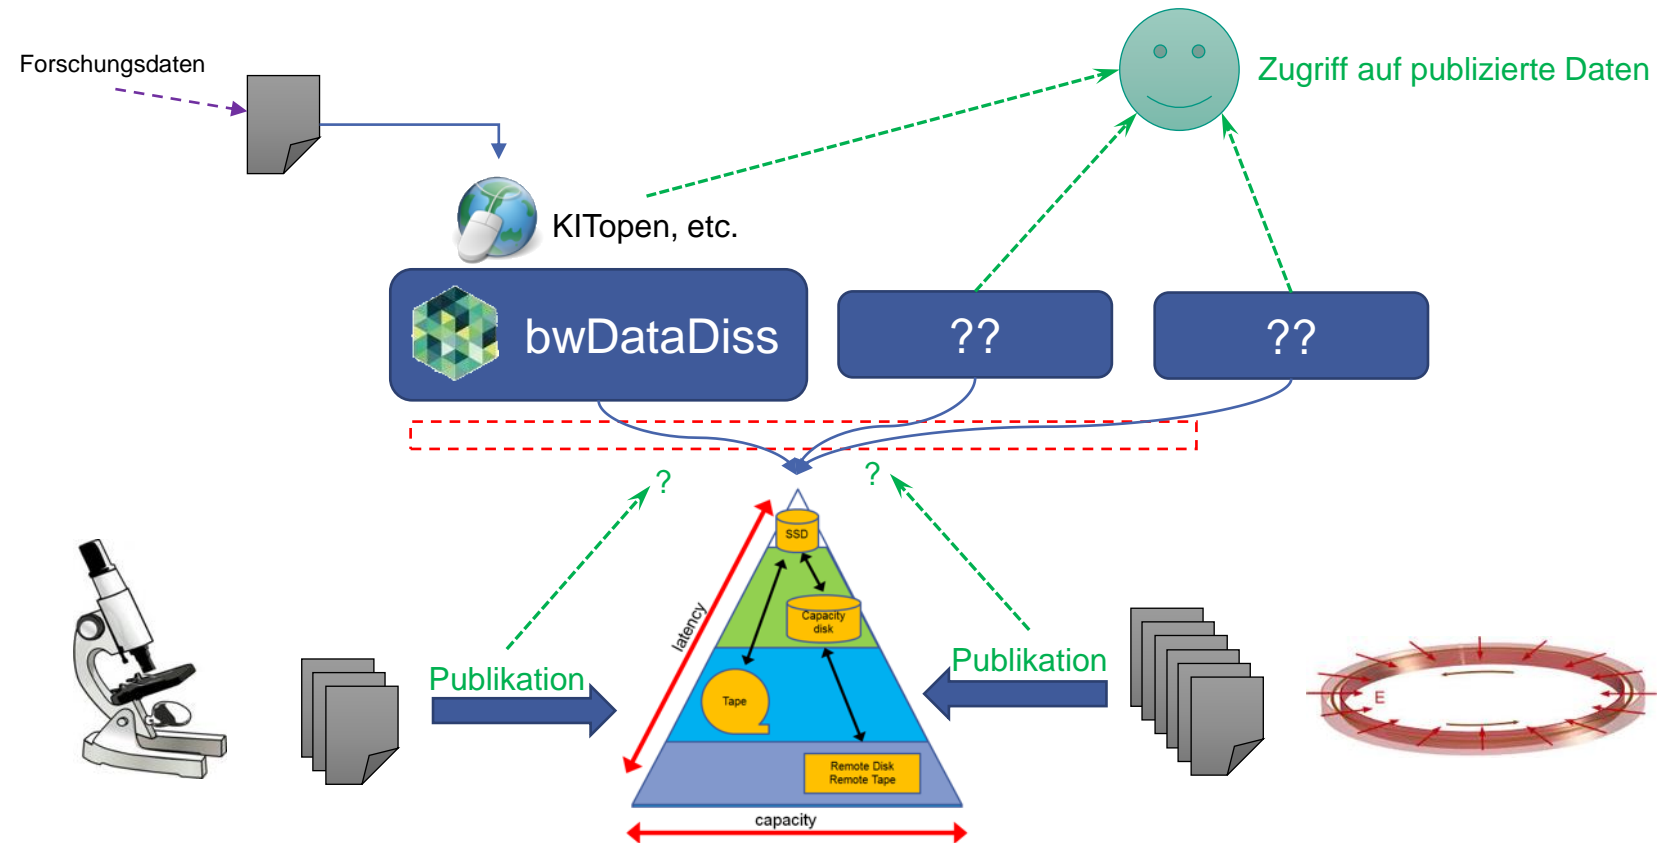 Forschungsdaten
Zugriff auf publizierte Daten
KITopen, etc.
bwDataDiss
??
??
?
?
SSD
latency
Capacity
disk
Publikation
Publikation
Tape
E
Remote Disk
Remote Tape
capacity